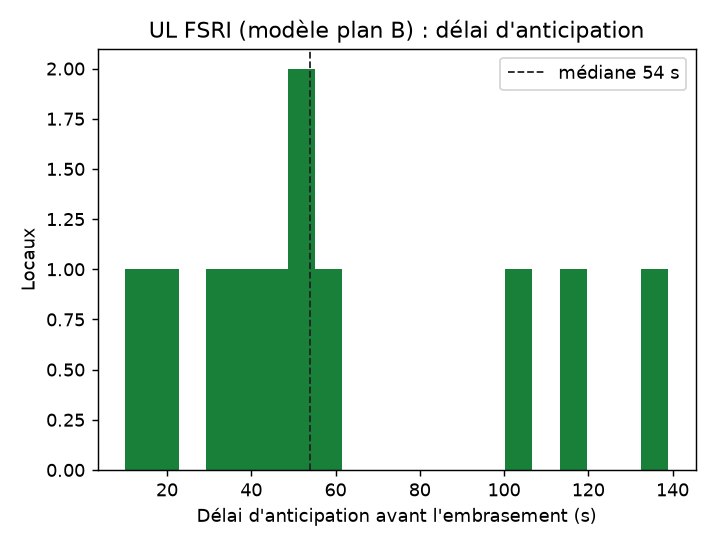 UL FSRI (modèle plan B) : délai d'anticipation
médiane 54 s
2.00
1.75
1.50
1.25
1.00
0.75
0.50
0.25
0.00
Locaux
20 40 60 80 100 120 140
Délai d'anticipation avant l'embrasement (s)